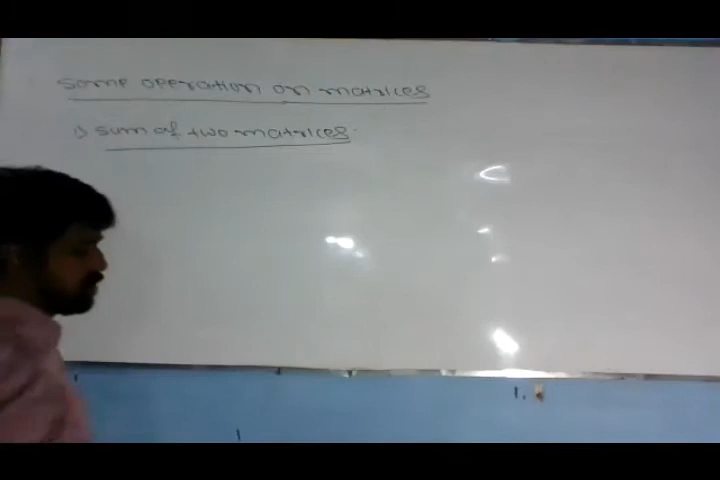 Some operation on matrices
1) sum of two matrices.